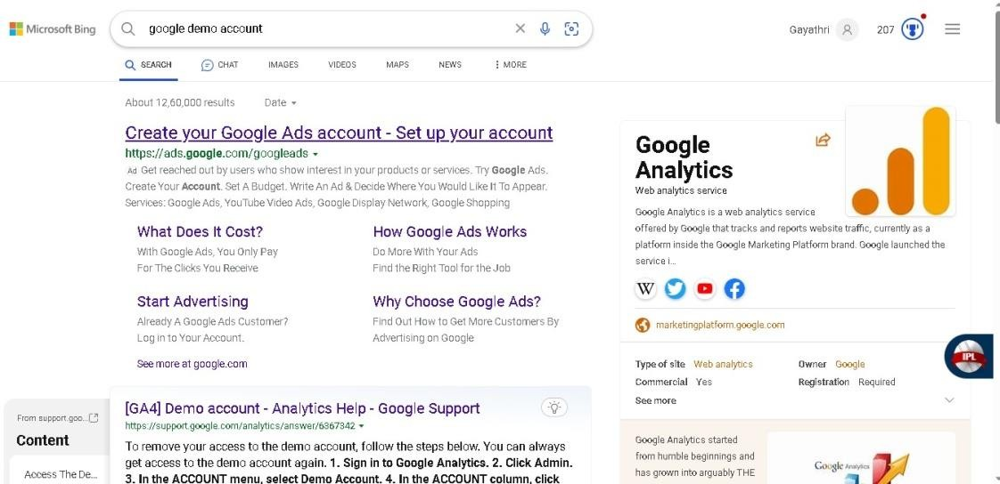 Microsoft Bing
google demo account
Gayathri
207
SEARCH
CHAT
IMAGES
VIDEOS
MAPS
NEWS
MORE
About 12,60,000 results
Date
Create your Google Ads account - Set up your account
https://ads.google.com/googleads
Ad Get reached out by users who show interest in your products or services. Try Google Ads.
Create Your Account. Set A Budget. Write An Ad & Decide Where You Would Like It To Appear.
Services: Google Ads, YouTube Video Ads, Google Display Network, Google Shopping
What Does It Cost?
With Google Ads, You Only Pay
For The Clicks You Receive
How Google Ads Works
Do More With Your Ads
Find the Right Tool for the Job
Start Advertising
Already A Google Ads Customer?
Log in to Your Account.
Why Choose Google Ads?
Find Out How to Get More Customers By
Advertising on Google
See more at google.com
From support.goo...
Content
Access The De...
[GA4] Demo account - Analytics Help - Google Support
https://support.google.com/analytics/answer/6367342
To remove your access to the demo account, follow the steps below. You can always
get access to the demo account again. 1. Sign in to Google Analytics. 2. Click Admin.
3. In the ACCOUNT menu, select Demo Account. 4. In the ACCOUNT column, click
Google
Analytics
Web analytics service
Google Analytics is a web analytics service
offered by Google that tracks and reports website traffic, currently as a
platform inside the Google Marketing Platform brand. Google launched the
service i...
W
marketingplatform.google.com
Type of site Web analytics
Owner Google
Commercial Yes
Registration Required
See more
IPL
Google Analytics started
from humble beginnings and
has grown into arguably THE
Google Analytics